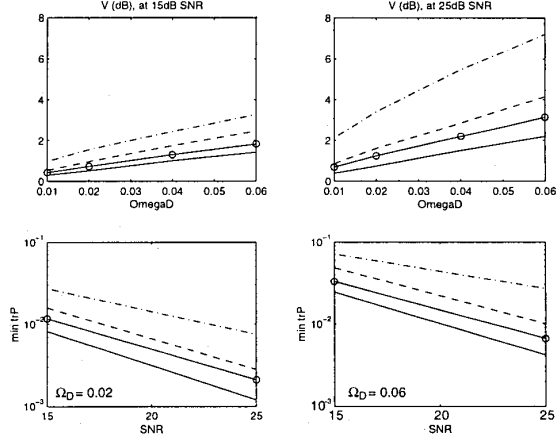 V (dB), at 15dB SNR
8
6
4
2
0
0.01 0.02 0.03 0.04 0.05 0.06
OmegaD
V (dB), at 25dB SNR
8
6
4
2
0
0.01 0.02 0.03 0.04 0.05 0.06
OmegaD
10⁻¹
10⁻²
10⁻³
min trP
Ω_D = 0.02
15 20 25
SNR
10⁻¹
10⁻²
10⁻³
min trP
Ω_D = 0.06
15 20 25
SNR